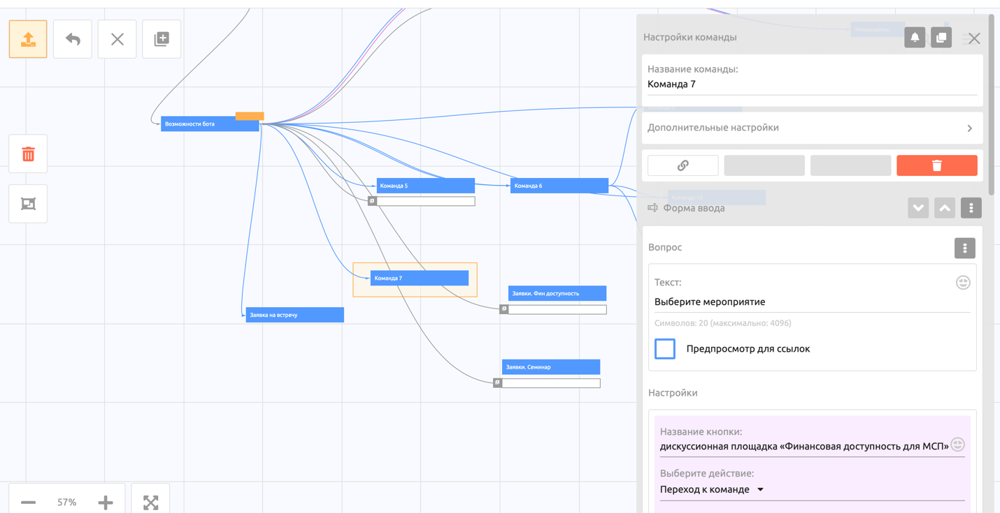 Настройки команды
Название команды:
Команда 7
Дополнительные настройки
Возможности бота
Команда 5
Команда 6
Команда 10
Форма ввода
Вопрос
Команда 7
Текст:
Заявки. Фин доступность
Выберите мероприятие
Заявка на встречу
Символов: 20 (максимально: 4096)
Предпросмотр для ссылок
Заявки. Семинар
Настройки
Название кнопки:
дискуссионная площадка «Финансовая доступность для МСП»
Выберите действие:
Переход к команде
57%